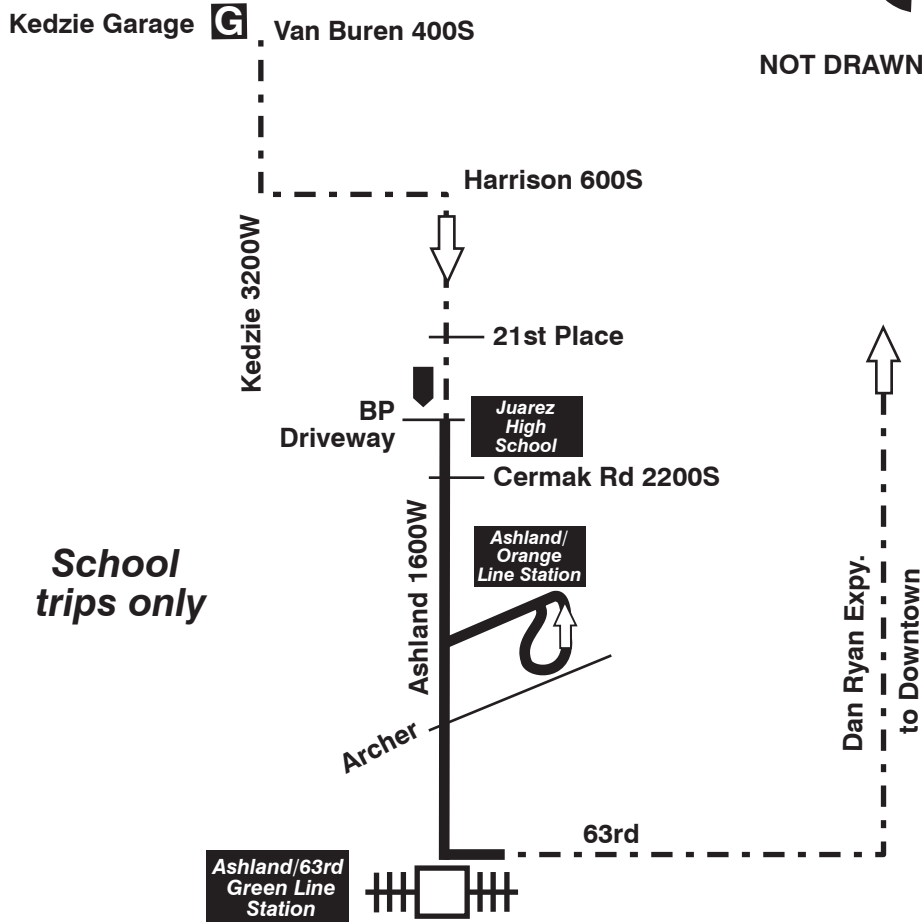 Kedzie Garage G Van Buren 400S
NOT DRAWN
Harrison 600S
Kedzie 3200W
21st Place
BP
Driveway
Juarez
High
School
Cermak Rd 2200S
Ashland 1600W
Ashland/
Orange
Line Station
School
trips only
Archer
Dan Ryan Expy.
to Downtown
63rd
Ashland/63rd
Green Line
Station